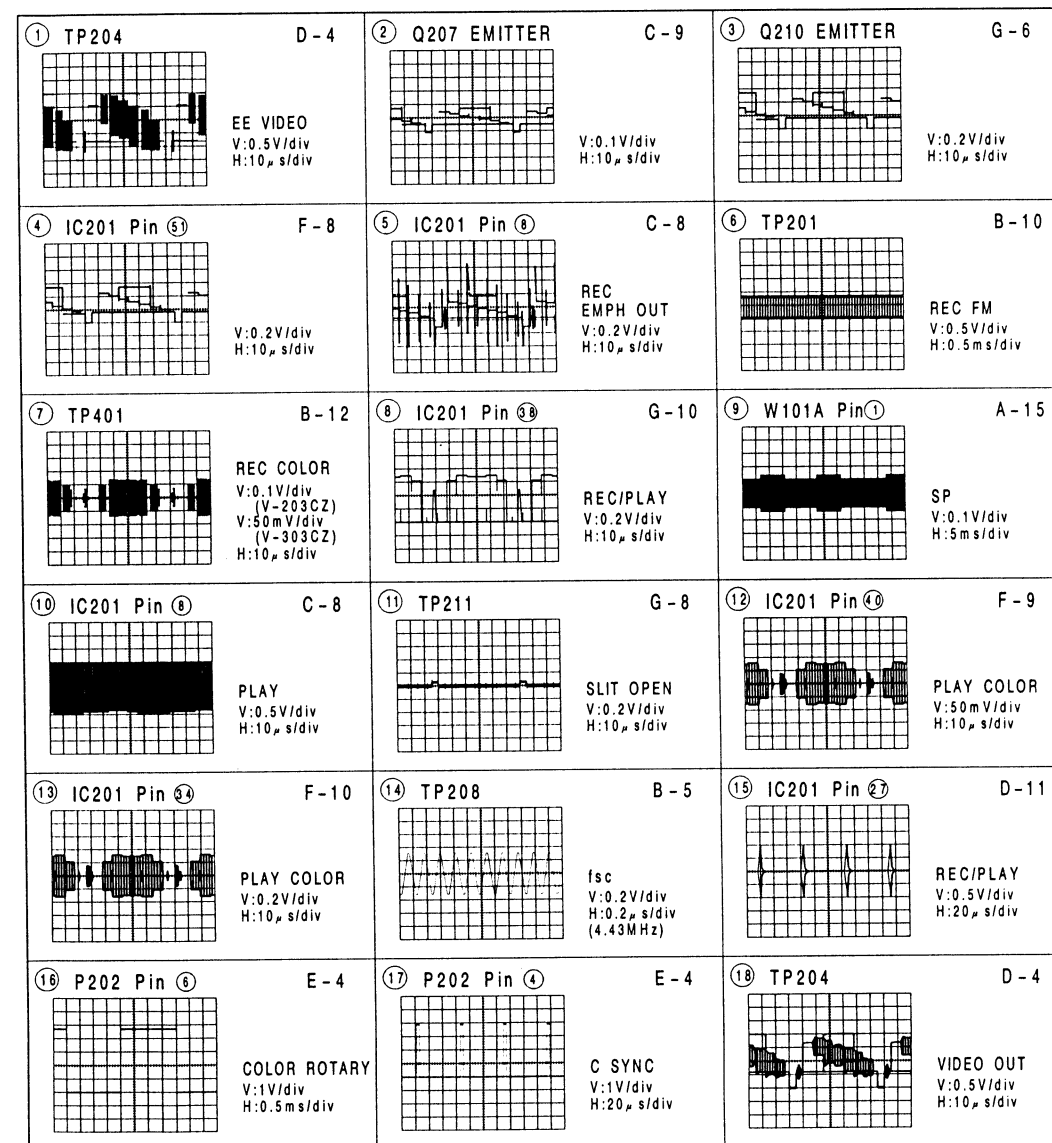 ① TP204 D-4
EE VIDEO
V:0.5V/div
H:10μs/div
② Q207 EMITTER C-9
V:0.1V/div
H:10μs/div
③ Q210 EMITTER G-6
V:0.2V/div
H:10μs/div
④ IC201 Pin ㊿+1 F-8
V:0.2V/div
H:10μs/div
⑤ IC201 Pin ⑧ C-8
REC
EMPH OUT
V:0.2V/div
H:10μs/div
⑥ TP201 B-10
REC FM
V:0.5V/div
H:0.5ms/div
⑦ TP401 B-12
REC COLOR
V:0.1V/div
(V-203CZ)
V:50mV/div
(V-303CZ)
H:10μs/div
⑧ IC201 Pin ㊳ G-10
REC/PLAY
V:0.2V/div
H:10μs/div
⑨ W101A Pin① A-15
SP
V:0.1V/div
H:5ms/div
⑩ IC201 Pin ⑧ C-8
PLAY
V:0.5V/div
H:10μs/div
⑪ TP211 G-8
SLIT OPEN
V:0.2V/div
H:10μs/div
⑫ IC201 Pin ㊵ F-9
PLAY COLOR
V:50mV/div
H:10μs/div
⑬ IC201 Pin ㉞ F-10
PLAY COLOR
V:0.2V/div
H:10μs/div
⑭ TP208 B-5
fsc
V:0.2V/div
H:0.2μs/div
(4.43MHz)
⑮ IC201 Pin ㉗ D-11
REC/PLAY
V:0.5V/div
H:20μs/div
⑯ P202 Pin ⑥ E-4
COLOR ROTARY
V:1V/div
H:0.5ms/div
⑰ P202 Pin ④ E-4
C SYNC
V:1V/div
H:20μs/div
⑱ TP204 D-4
VIDEO OUT
V:0.5V/div
H:10μs/div